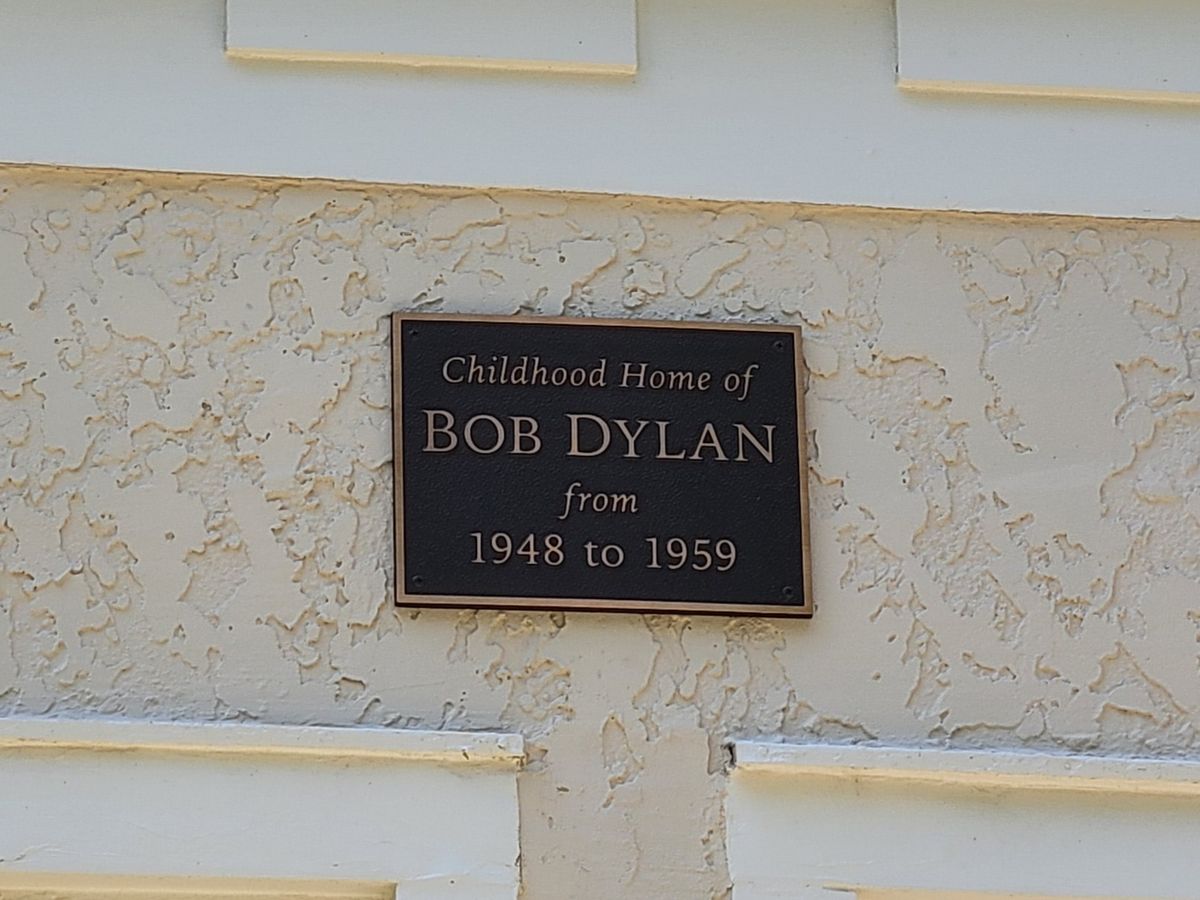 Childhood Home of
BOB DYLAN
from
1948 to 1959